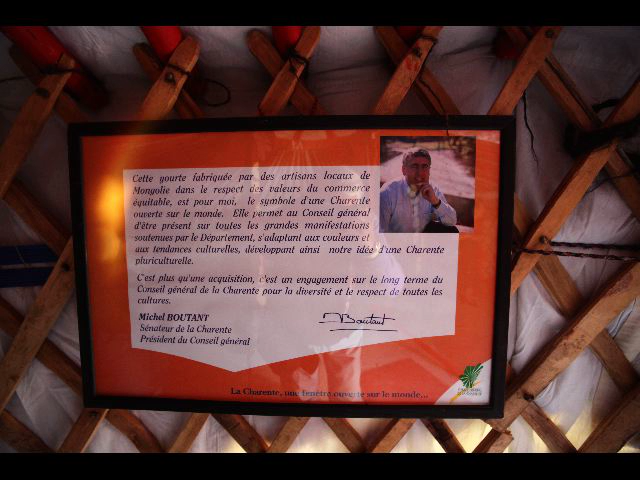 Cette yourte fabriquée par des artisans locaux de
Mongolie dans le respect des valeurs du commerce
équitable, est pour moi, le symbole d'une Charente
ouverte sur le monde. Elle permet au Conseil général
d'être présent sur toutes les grandes manifestations
soutenues par le Département, s'adaptant aux couleurs et
aux tendances culturelles, développant ainsi notre idée d'une Charente
pluriculturelle.
C'est plus qu'une acquisition, c'est un engagement sur le long terme du
Conseil général de la Charente pour la diversité et le respect de toutes les
cultures.
Michel BOUTANT
Sénateur de la Charente
Président du Conseil général
MBoutant
La Charente, une fenêtre ouverte sur le monde...